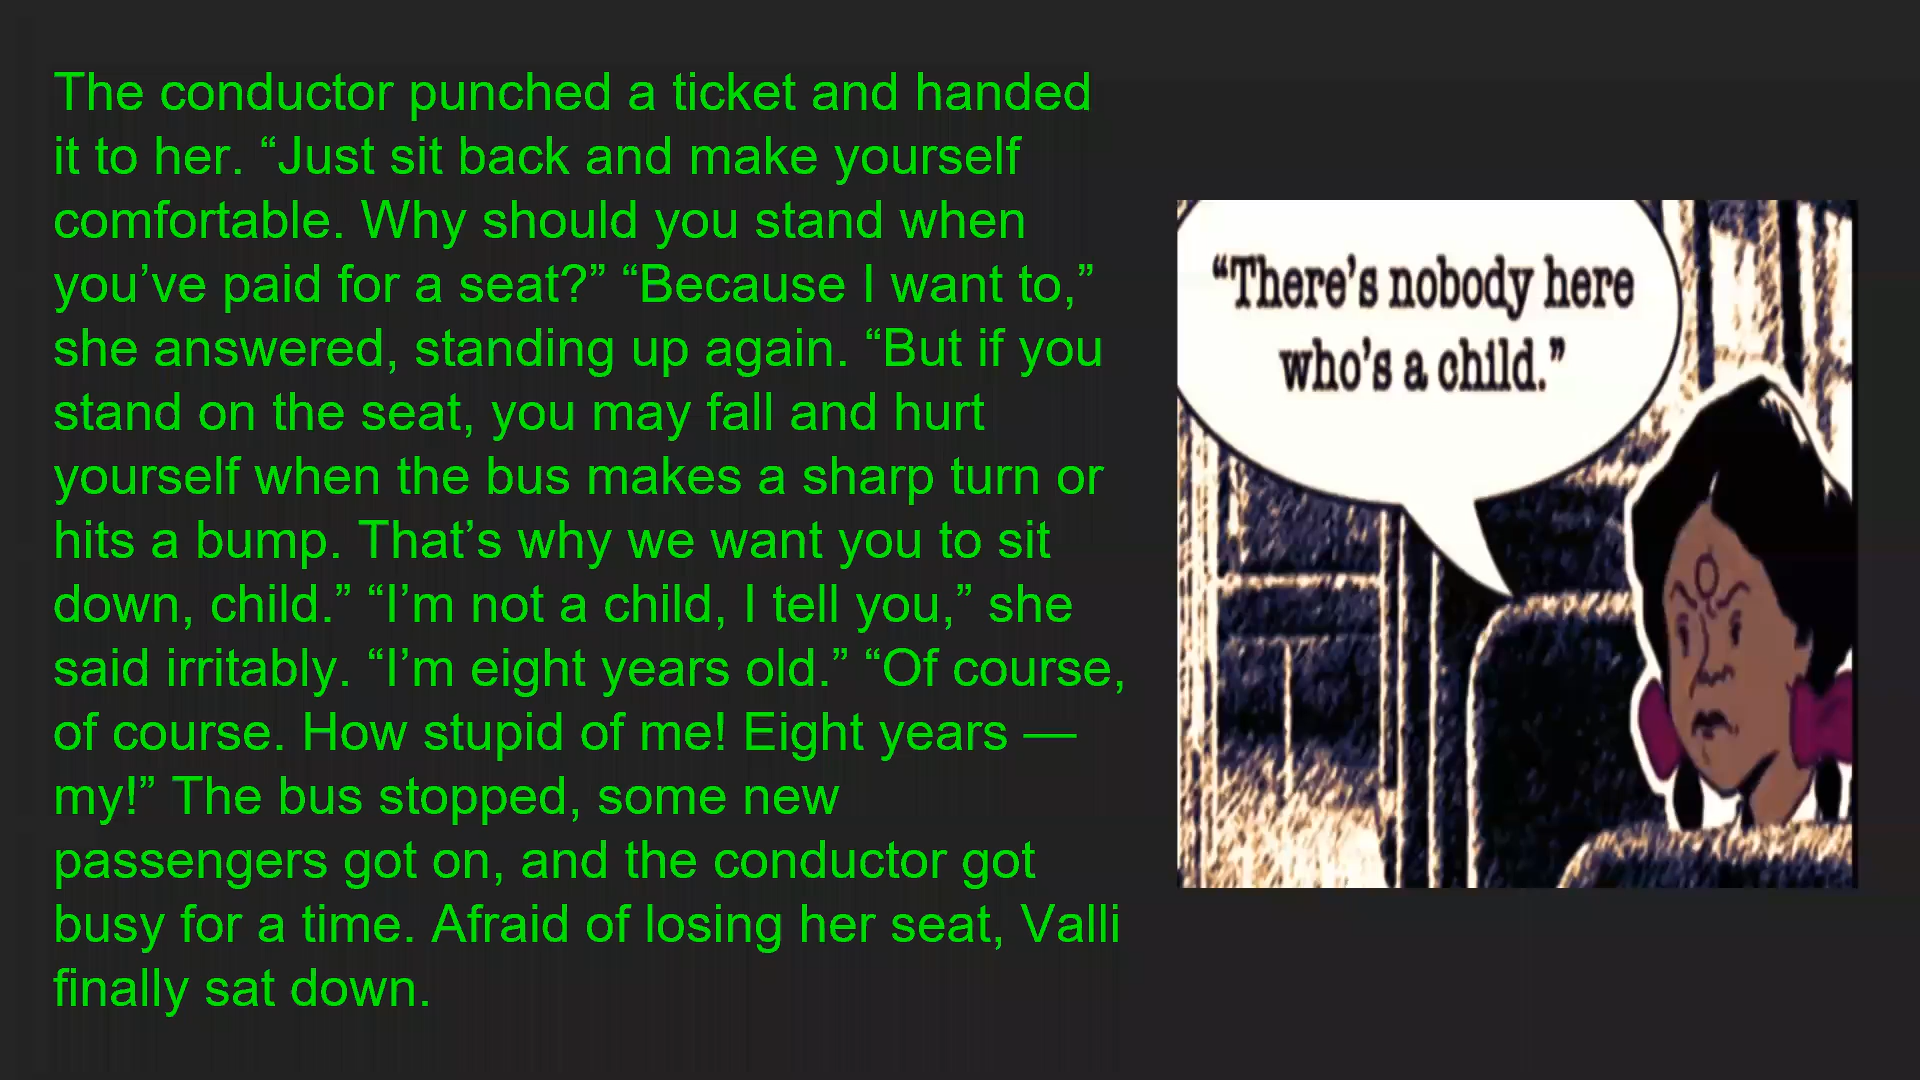 The conductor punched a ticket and handed
it to her. “Just sit back and make yourself
comfortable. Why should you stand when
you’ve paid for a seat?” “Because I want to,”
she answered, standing up again. “But if you
stand on the seat, you may fall and hurt
yourself when the bus makes a sharp turn or
hits a bump. That’s why we want you to sit
down, child.” “I’m not a child, I tell you,” she
said irritably. “I’m eight years old.” “Of course,
of course. How stupid of me! Eight years —
my!” The bus stopped, some new
passengers got on, and the conductor got
busy for a time. Afraid of losing her seat, Valli
finally sat down.
“There’s nobody here
who’s a child.”